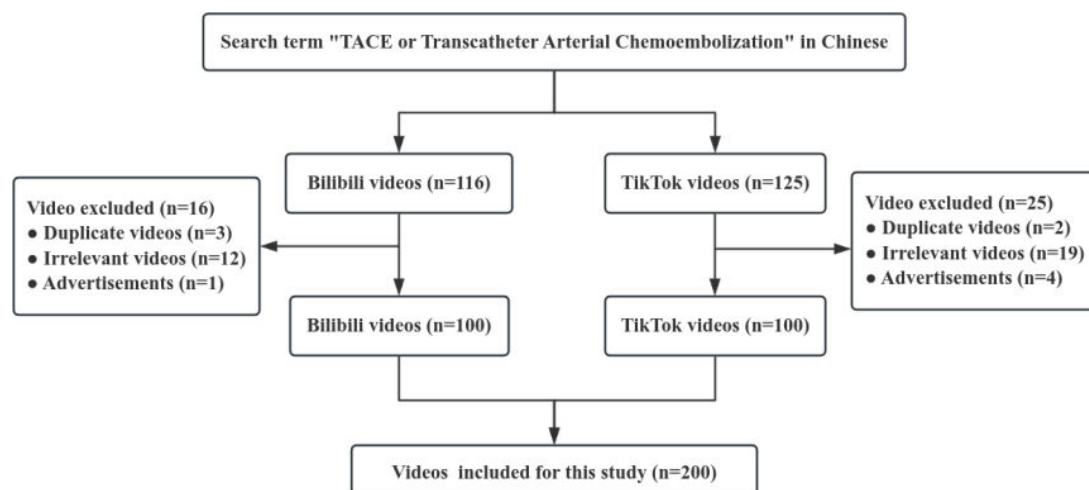 Search term "TACE or Transcatheter Arterial Chemoembolization" in Chinese
Bilibili videos (n=116)
TikTok videos (n=125)
Video excluded (n=16)
● Duplicate videos (n=3)
● Irrelevant videos (n=12)
● Advertisements (n=1)
Video excluded (n=25)
● Duplicate videos (n=2)
● Irrelevant videos (n=19)
● Advertisements (n=4)
Bilibili videos (n=100)
TikTok videos (n=100)
Videos included for this study (n=200)